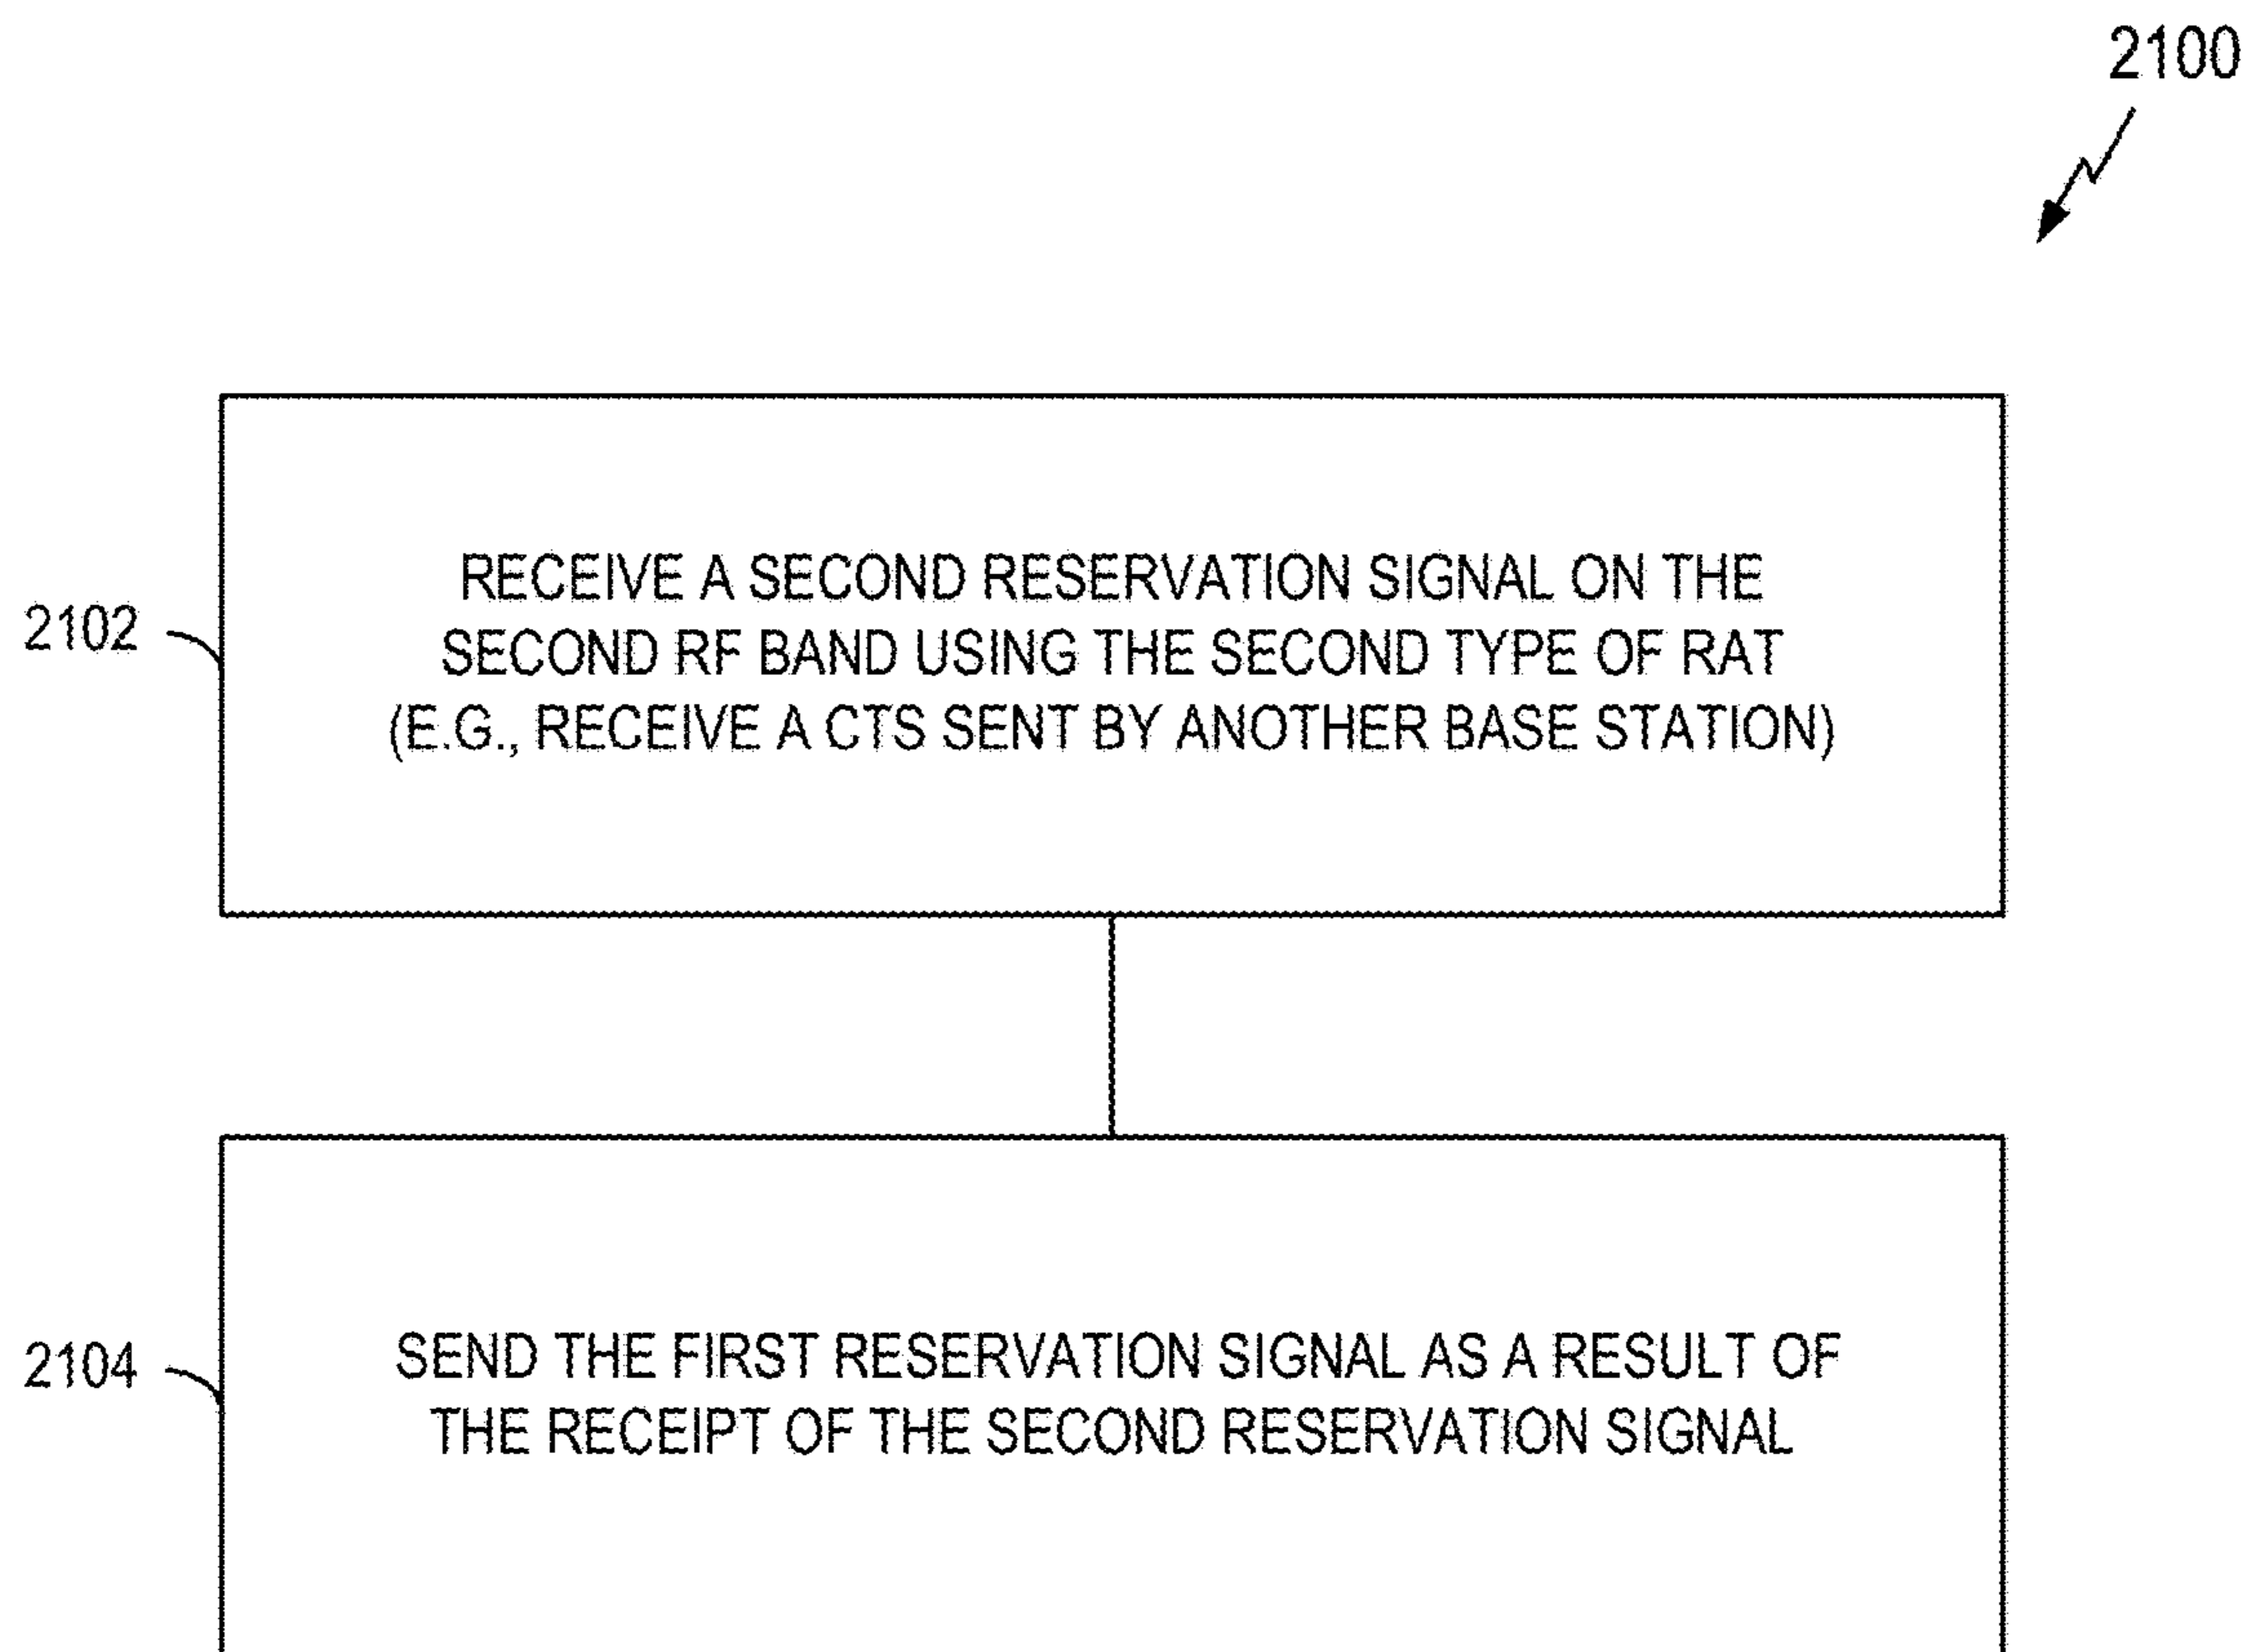 2100
2102
RECEIVE A SECOND RESERVATION SIGNAL ON THE
SECOND RF BAND USING THE SECOND TYPE OF RAT
(E.G., RECEIVE A CTS SENT BY ANOTHER BASE STATION)
2104
SEND THE FIRST RESERVATION SIGNAL AS A RESULT OF
THE RECEIPT OF THE SECOND RESERVATION SIGNAL